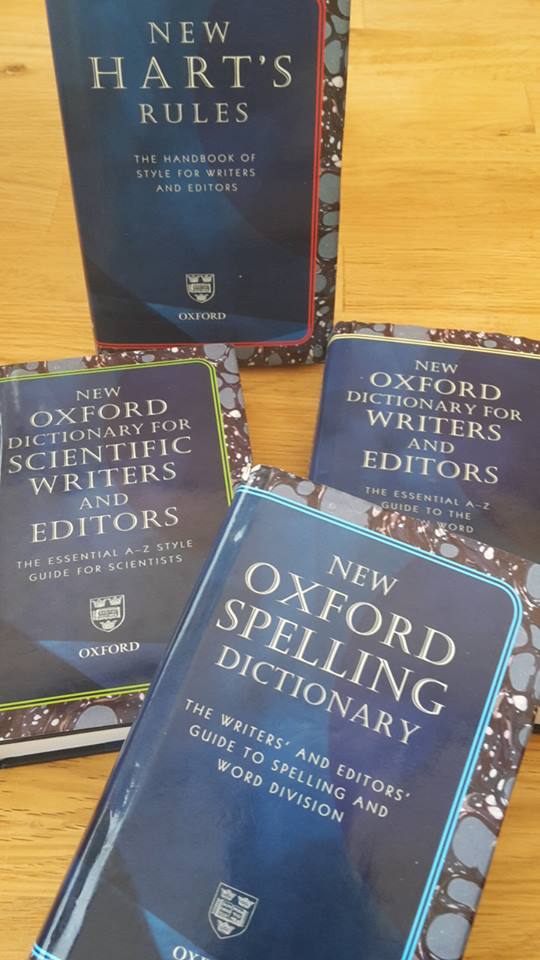 NEW
HART'S
RULES
THE HANDBOOK OF
STYLE FOR WRITERS
AND EDITORS
OXFORD
NEW
OXFORD
DICTIONARY FOR
SCIENTIFIC
WRITERS
AND
EDITORS
THE ESSENTIAL A–Z STYLE
GUIDE FOR SCIENTISTS
OXFORD
NEW
OXFORD
DICTIONARY FOR
WRITERS
AND
EDITORS
THE ESSENTIAL A–Z
GUIDE TO THE
WORD
NEW
OXFORD
SPELLING
DICTIONARY
THE WRITERS' AND EDITORS'
GUIDE TO SPELLING AND
WORD DIVISION